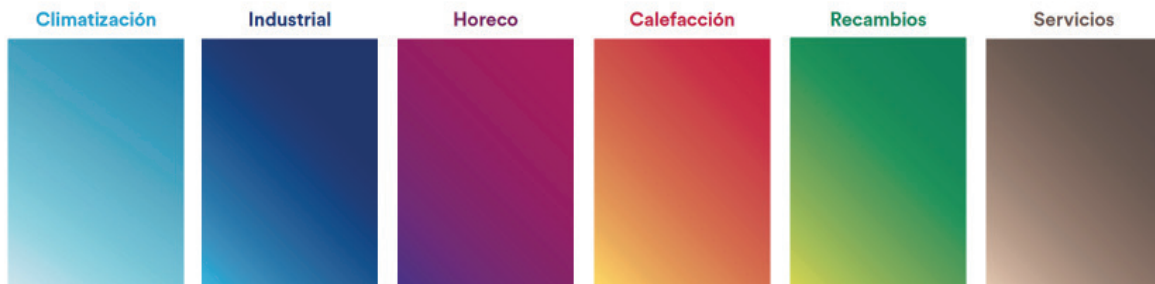 Climatización
Industrial
Horeco
Calefacción
Recambios
Servicios